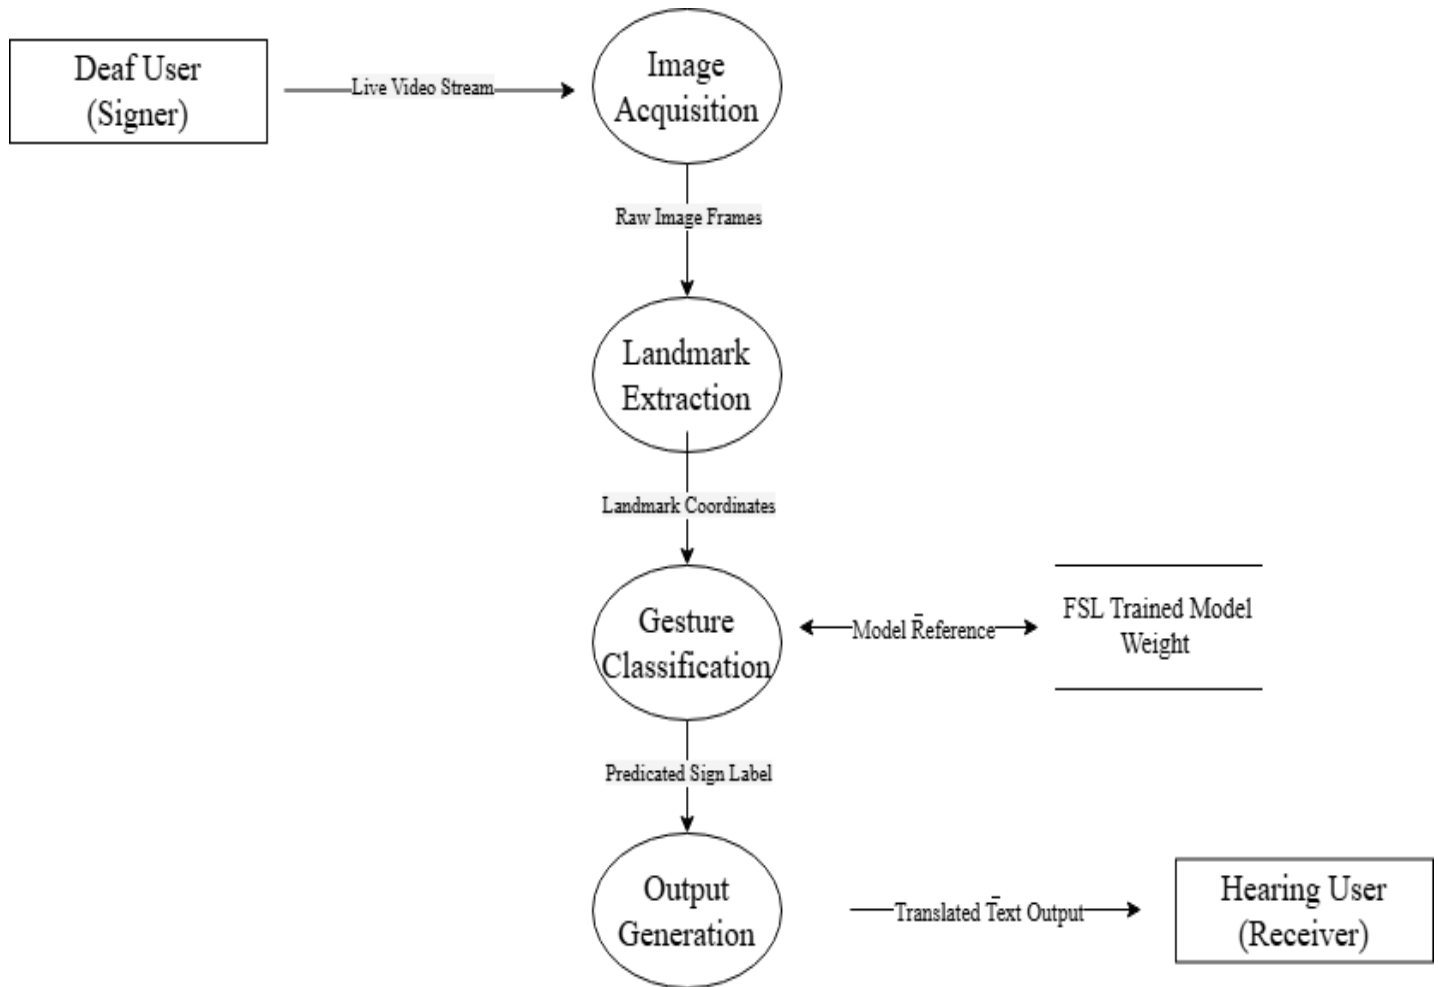 Deaf User
(Signer)
Live Video Stream
Image
Acquisition
Raw Image Frames
Landmark
Extraction
Landmark Coordinates
Gesture
Classification
Model Reference
FSL Trained Model
Weight
Predicated Sign Label
Output
Generation
Translated Text Output
Hearing User
(Receiver)